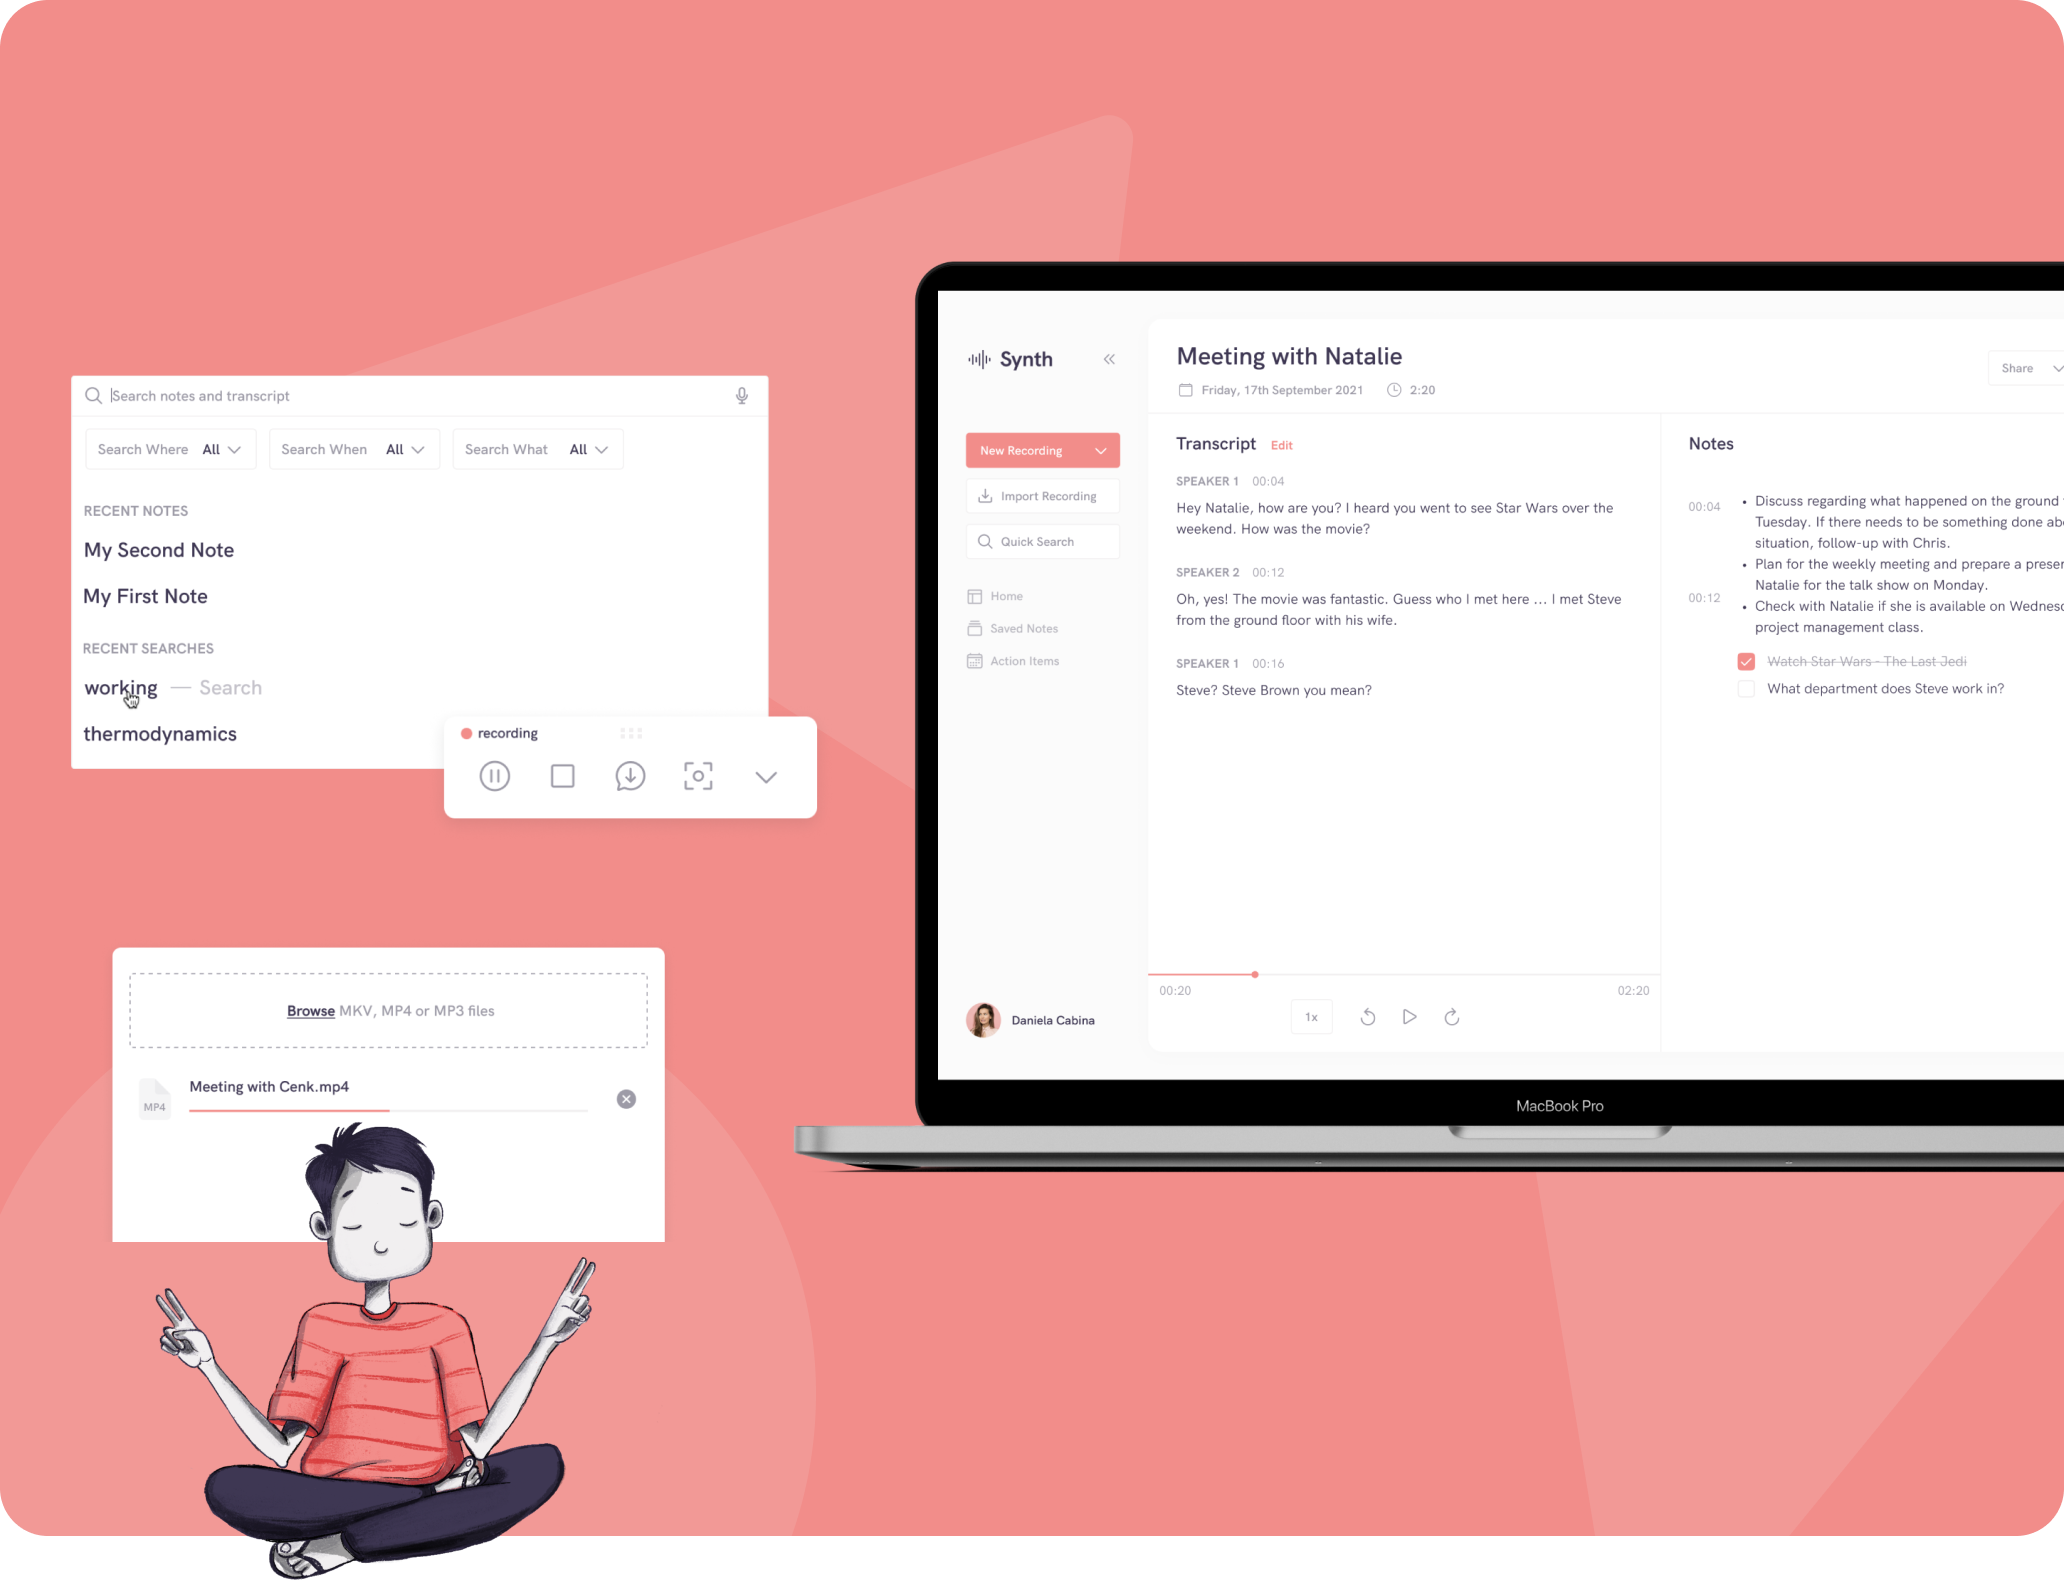 Search notes and transcript
Search Where All
Search When All
Search What All
RECENT NOTES
My Second Note
My First Note
RECENT SEARCHES
working — Search
thermodynamics
recording
Browse MKV, MP4 or MP3 files
MP4
Meeting with Cenk.mp4
Synth
New Recording
Import Recording
Quick Search
Home
Saved Notes
Action Items
Daniela Cabina
Meeting with Natalie
Friday, 17th September 2021
2:20
Share
Transcript Edit
SPEAKER 1 00:04
Hey Natalie, how are you? I heard you went to see Star Wars over the
weekend. How was the movie?
SPEAKER 2 00:12
Oh, yes! The movie was fantastic. Guess who I met here ... I met Steve
from the ground floor with his wife.
SPEAKER 1 00:16
Steve? Steve Brown you mean?
00:20
02:20
1x
Notes
00:04
• Discuss regarding what happened on the ground
Tuesday. If there needs to be something done
situation, follow-up with Chris.
• Plan for the weekly meeting and prepare a
Natalie for the talk show on Monday.
00:12
• Check with Natalie if she is available on
project management class.
Watch Star Wars - The Last Jedi
What department does Steve work in?
MacBook Pro